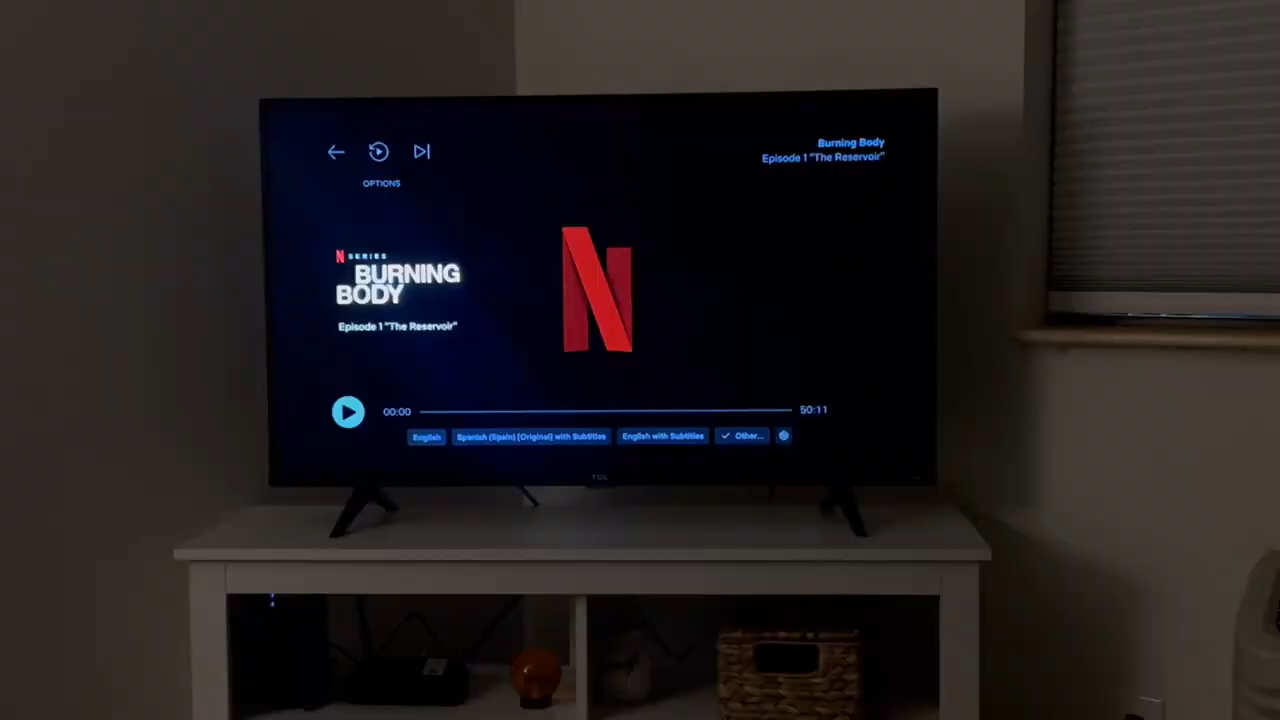 Burning Body
Episode 1 "The Reservoir"
OPTIONS
N SERIES
BURNING
BODY
Episode 1 "The Reservoir"
N
00:00
50:11
English
Spanish (Spain) [Original] with Subtitles
English with Subtitles
Other...
TCL